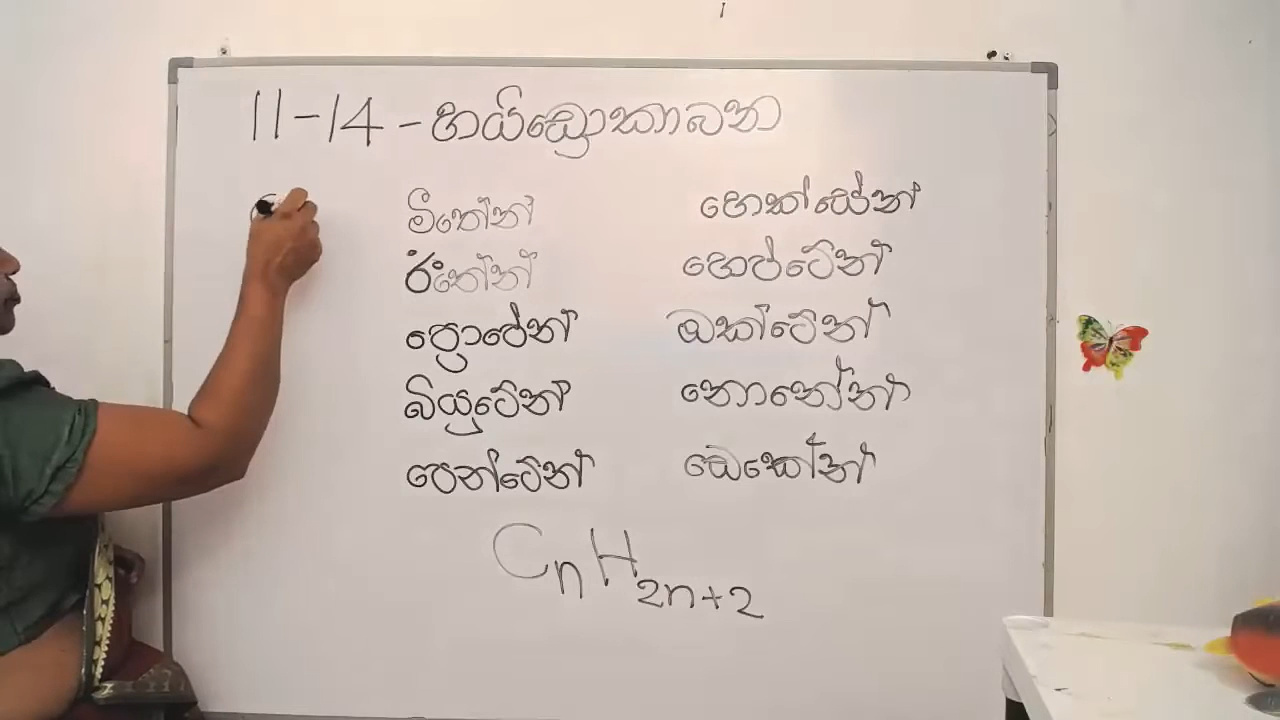 11-14 - හයිඩ්‍රොකාබන
මීතේන්
ඊතේන්
ප්‍රොපේන්
බියුටේන්
පෙන්ටේන්
හෙක්සේන්
හෙප්ටේන්
ඔක්ටේන්
නොනේන්
ඩෙකේන්
CnH2n+2